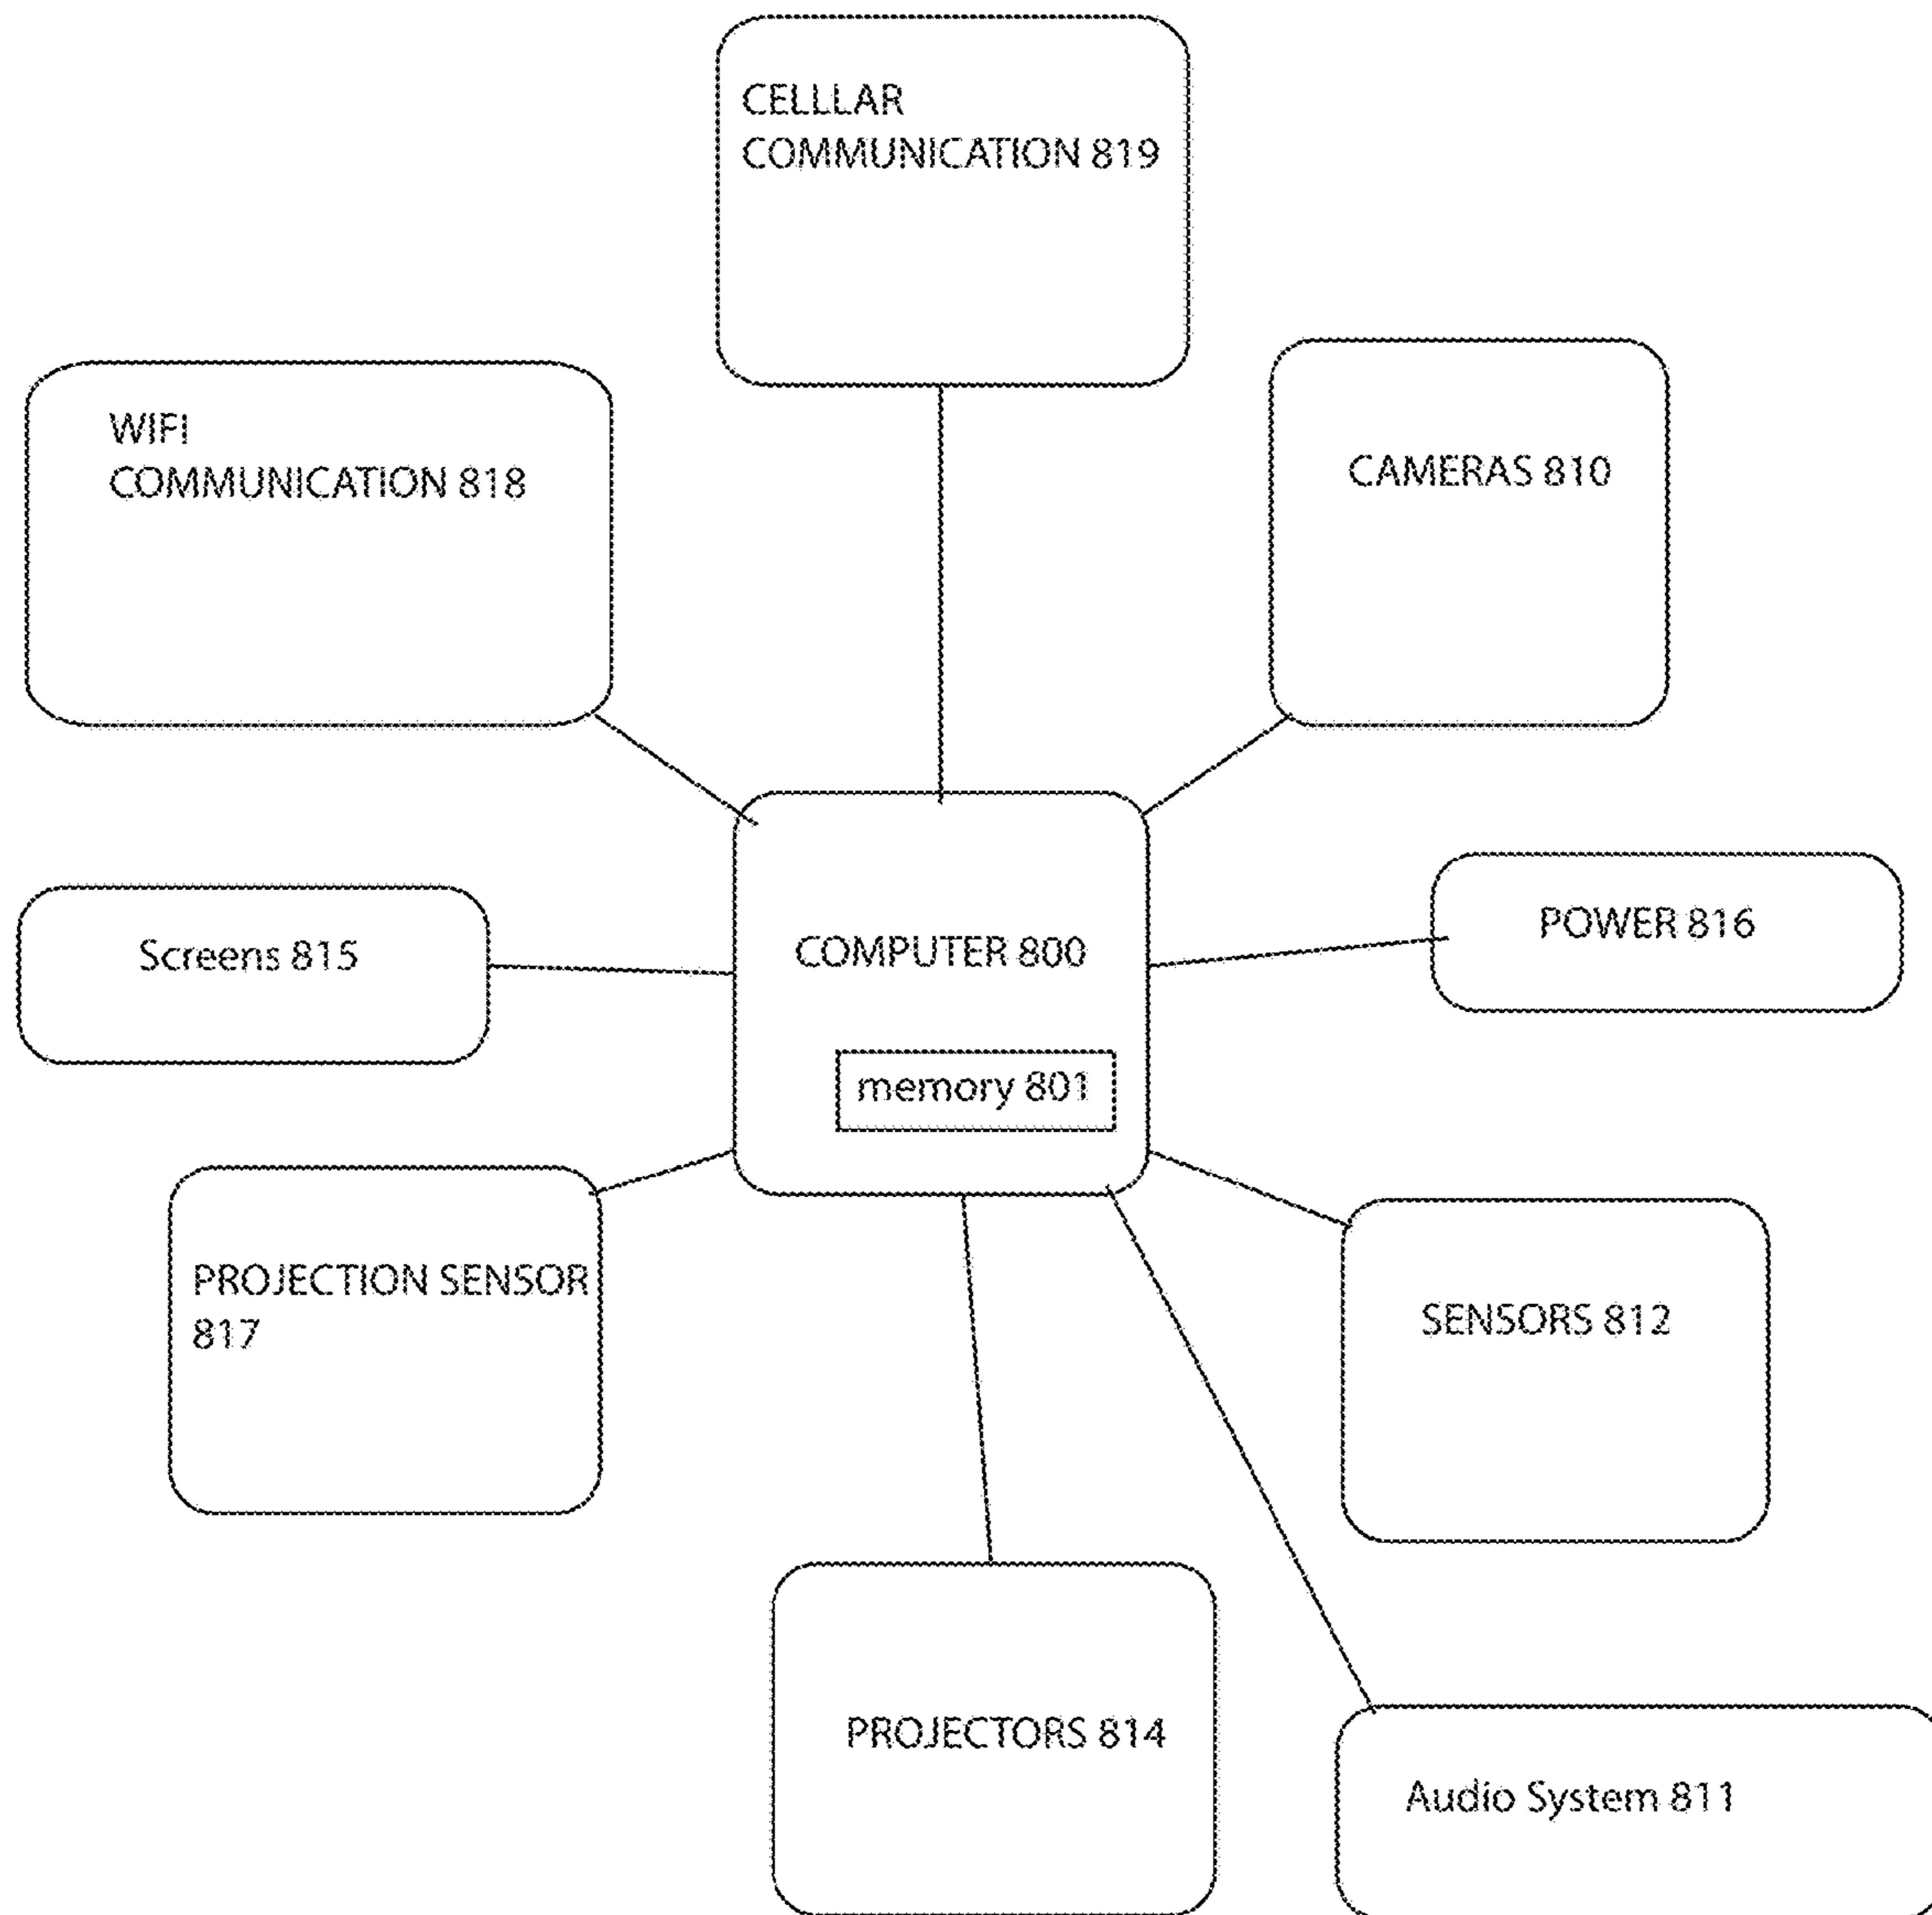 CELLLAR
COMMUNICATION 819
WIFI
COMMUNICATION 818
CAMERAS 810
Screens 815
COMPUTER 800
POWER 816
memory 801
PROJECTION SENSOR
817
SENSORS 812
PROJECTORS 814
Audio System 811